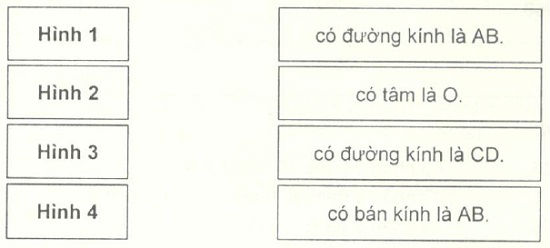 Hình 1 có đường kính là AB.
Hình 2 có tâm là O.
Hình 3 có đường kính là CD.
Hình 4 có bán kính là AB.